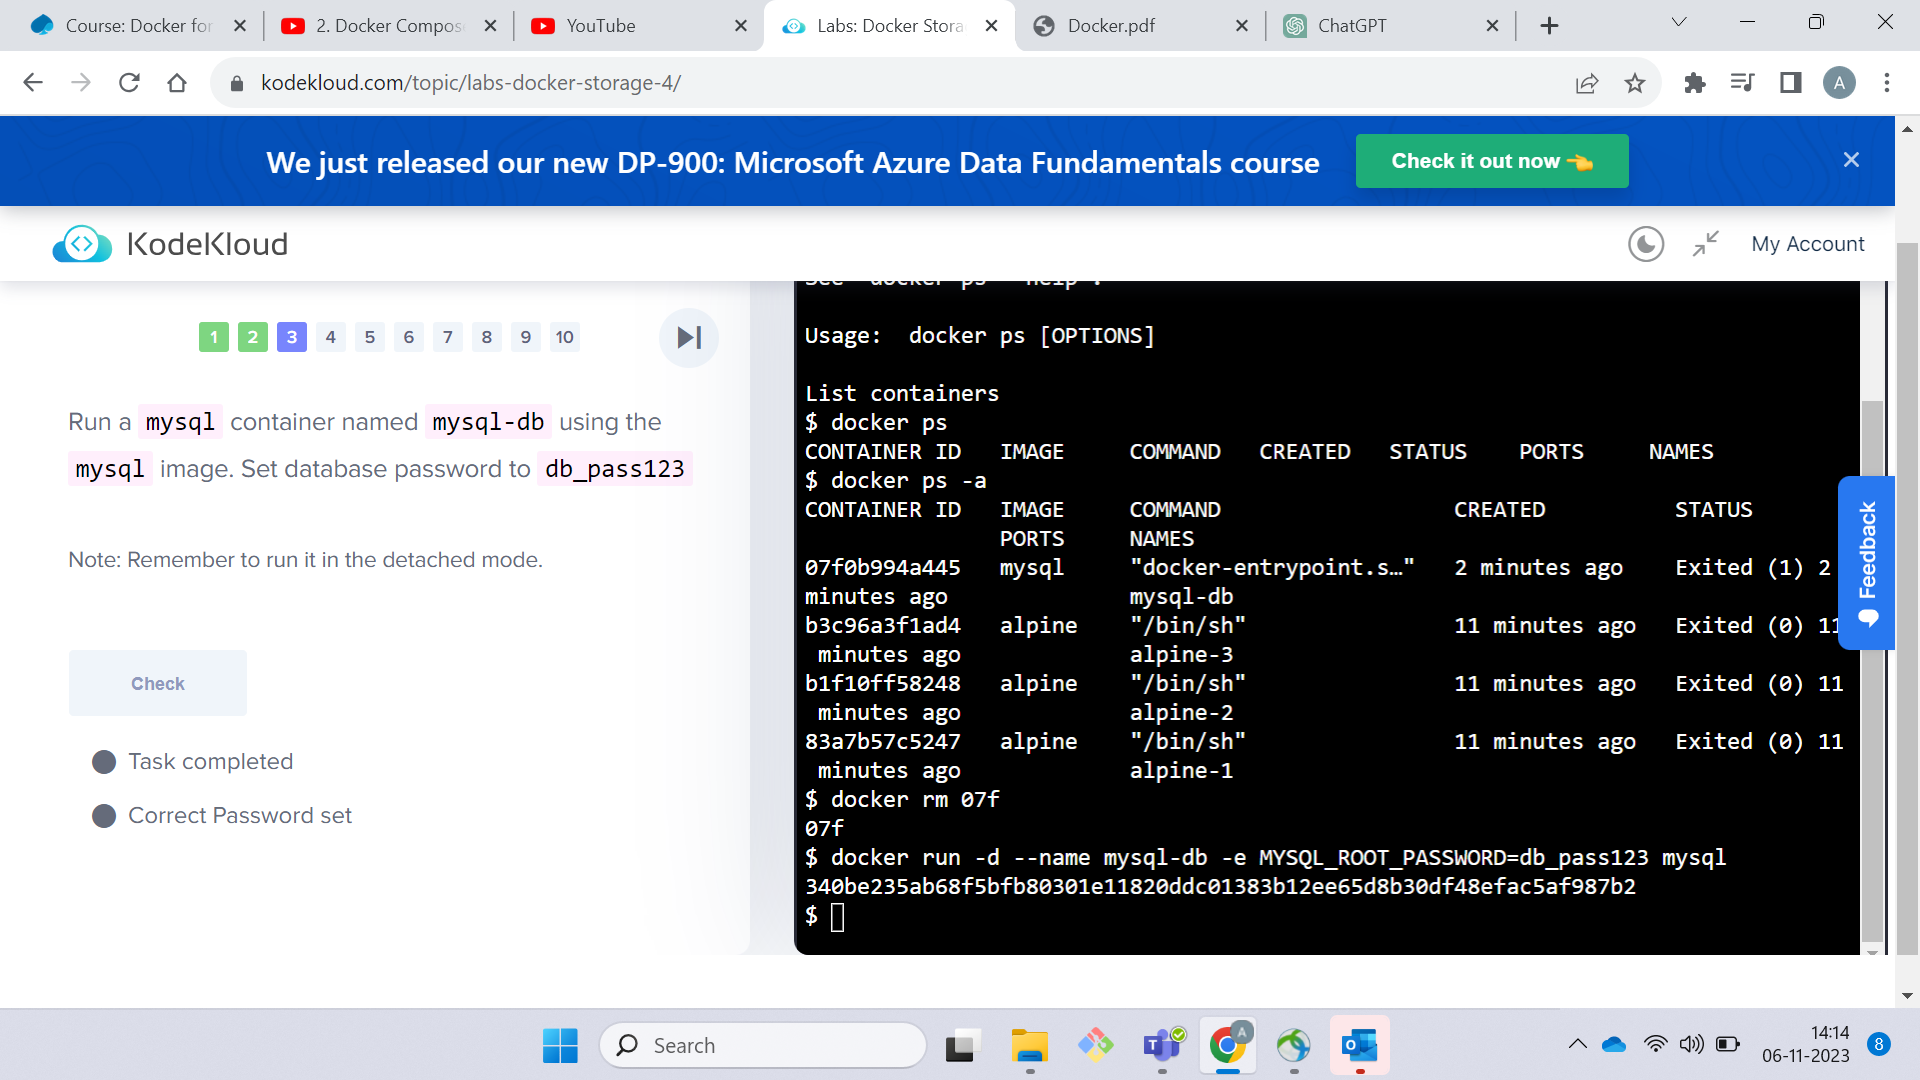 Course: Docker for
2. Docker Compos
YouTube
Labs: Docker Stora
Docker.pdf
ChatGPT
kodekloud.com/topic/labs-docker-storage-4/
A
We just released our new DP-900: Microsoft Azure Data Fundamentals course
Check it out now
KodeKloud
My Account
1 2 3 4 5 6 7 8 9 10
Run a mysql container named mysql-db using the
mysql image. Set database password to db_pass123
Note: Remember to run it in the detached mode.
Check
Task completed
Correct Password set
See 'docker ps --help'.
Usage:  docker ps [OPTIONS]
List containers
$ docker ps
CONTAINER ID   IMAGE     COMMAND   CREATED   STATUS    PORTS     NAMES
$ docker ps -a
CONTAINER ID   IMAGE     COMMAND                  CREATED          STATUS
               PORTS     NAMES
07f0b994a445   mysql     "docker-entrypoint.s…"   2 minutes ago    Exited (1) 2
minutes ago              mysql-db
b3c96a3f1ad4   alpine    "/bin/sh"                11 minutes ago   Exited (0) 11
 minutes ago             alpine-3
b1f10ff58248   alpine    "/bin/sh"                11 minutes ago   Exited (0) 11
 minutes ago             alpine-2
83a7b57c5247   alpine    "/bin/sh"                11 minutes ago   Exited (0) 11
 minutes ago             alpine-1
$ docker rm 07f
07f
$ docker run -d --name mysql-db -e MYSQL_ROOT_PASSWORD=db_pass123 mysql
340be235ab68f5bfb80301e11820ddc01383b12ee65d8b30df48efac5af987b2
$
Feedback
Search
T
A
O
14:14
06-11-2023
8